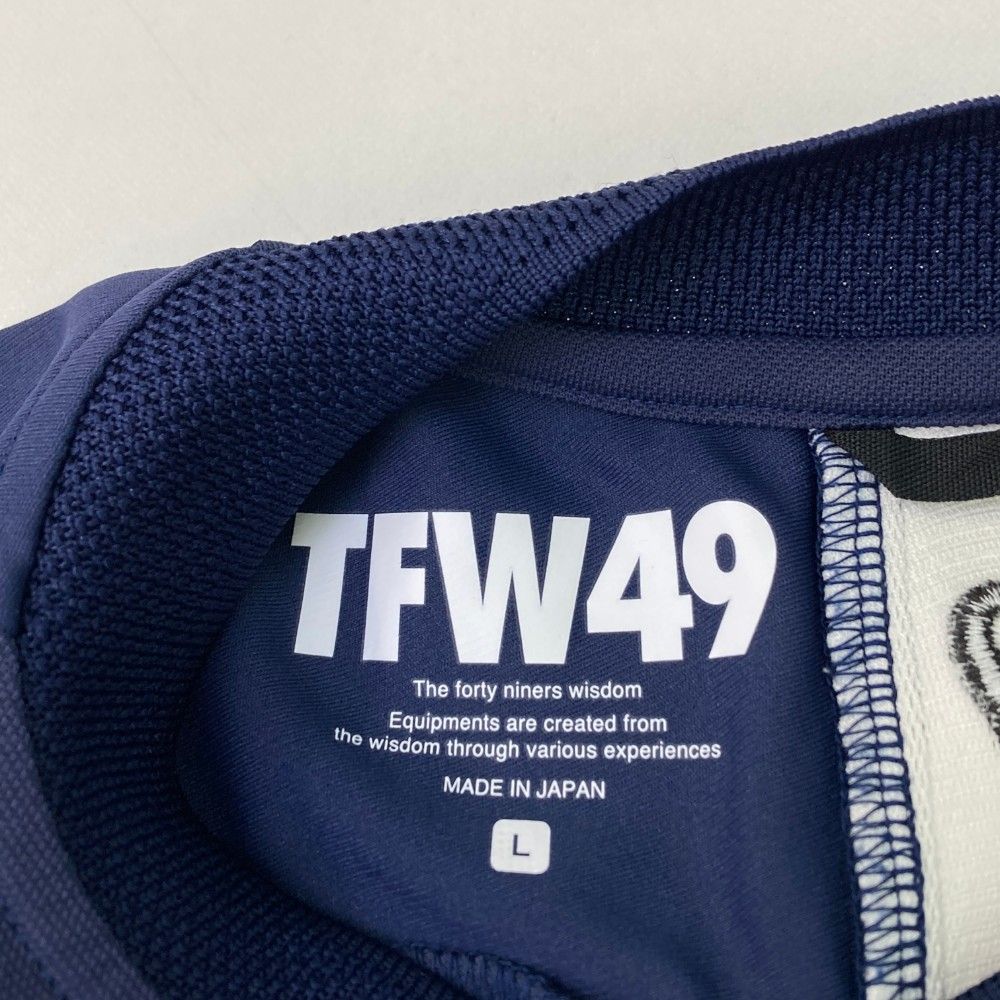 TFW49
The forty niners wisdom
Equipments are created from
the wisdom through various experiences
MADE IN JAPAN
L